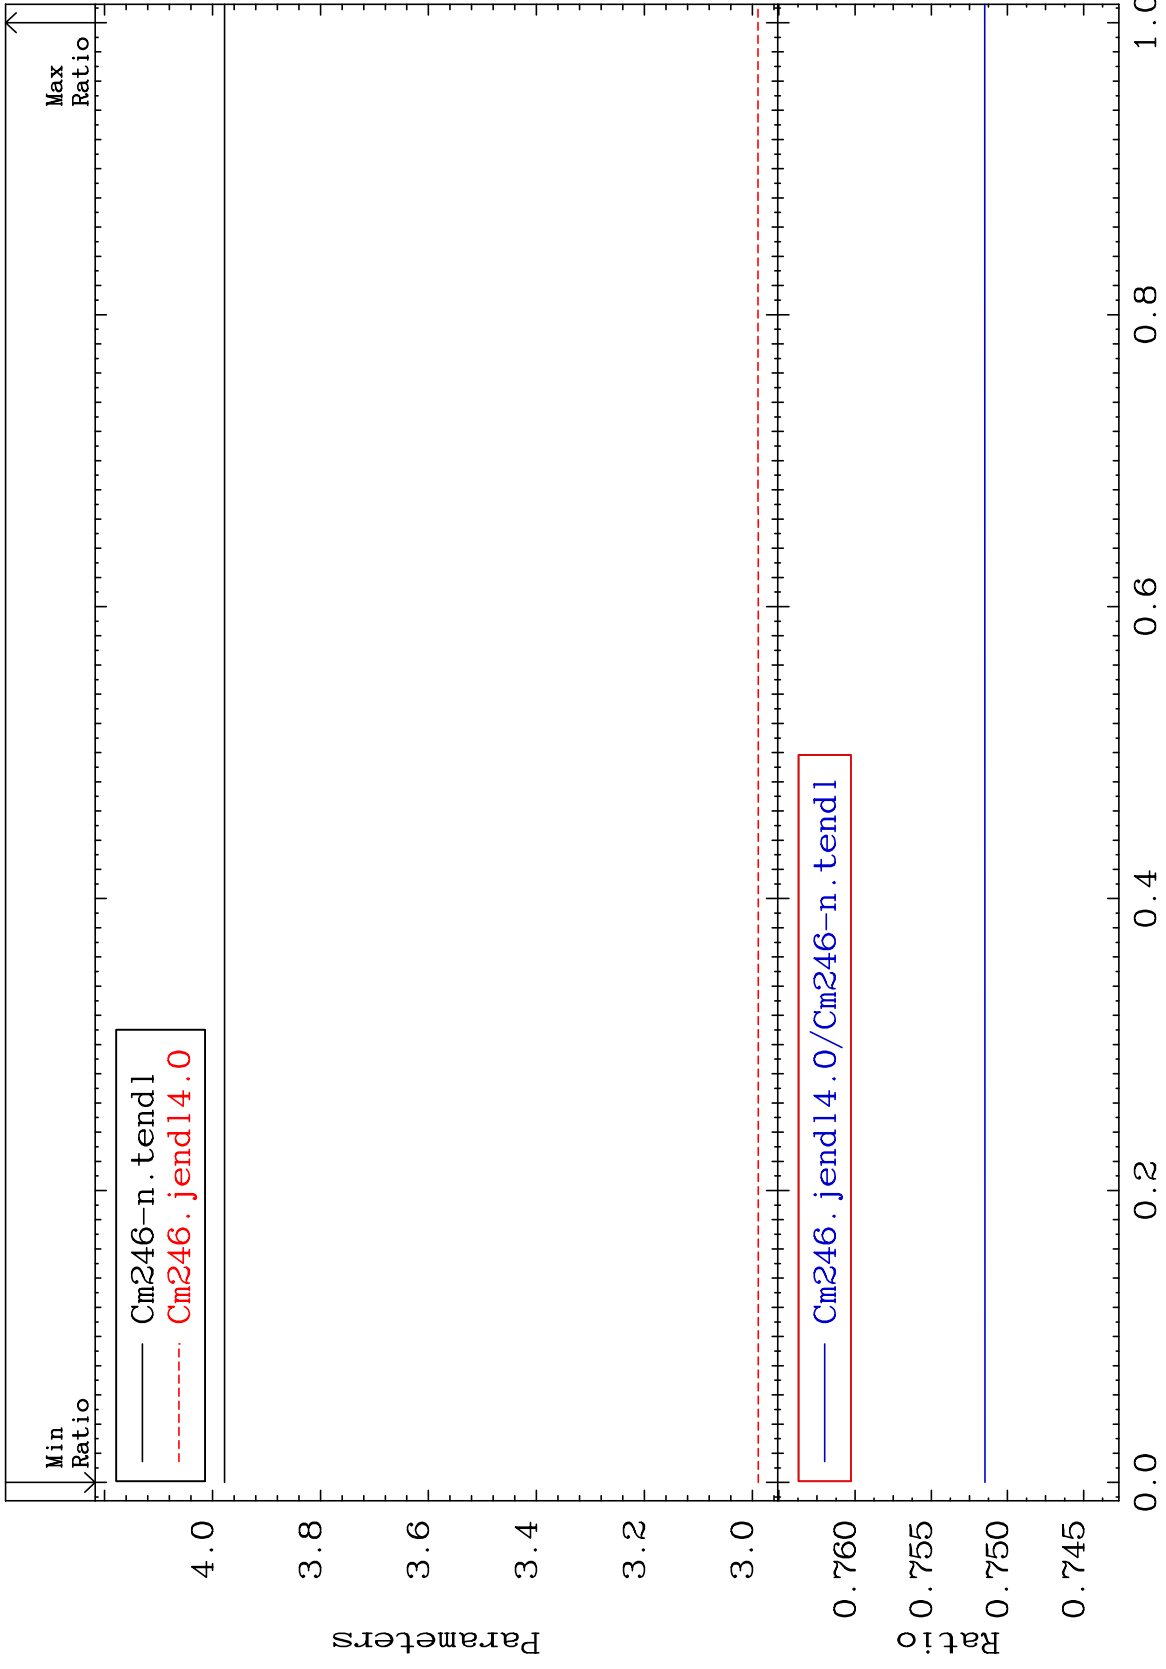 Min
Ratio
Max
Ratio
Cm246-n.tendl
Cm246.jendl4.0
4.0
3.8
3.6
3.4
3.2
3.0
Parameters
Cm246.jendl4.0/Cm246-n.tendl
0.760
0.755
0.750
0.745
Ratio
0.0
0.2
0.4
0.6
0.8
1.0